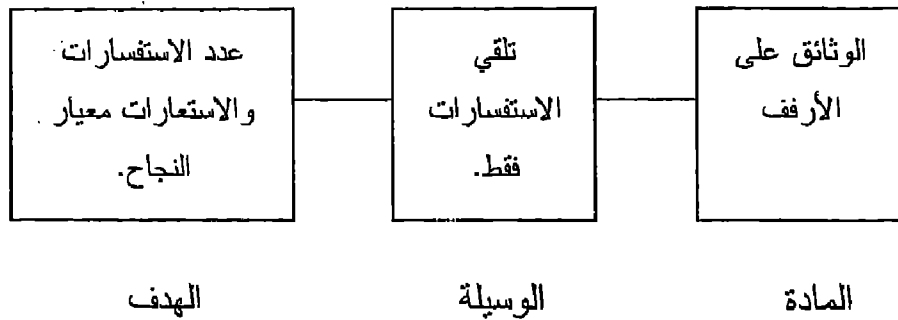 الوثائق على
الأرفف
تلقي
الاستفسارات
فقط.
عدد الاستفسارات
والاستعارات معيار
النجاح.
المادة
الوسيلة
الهدف